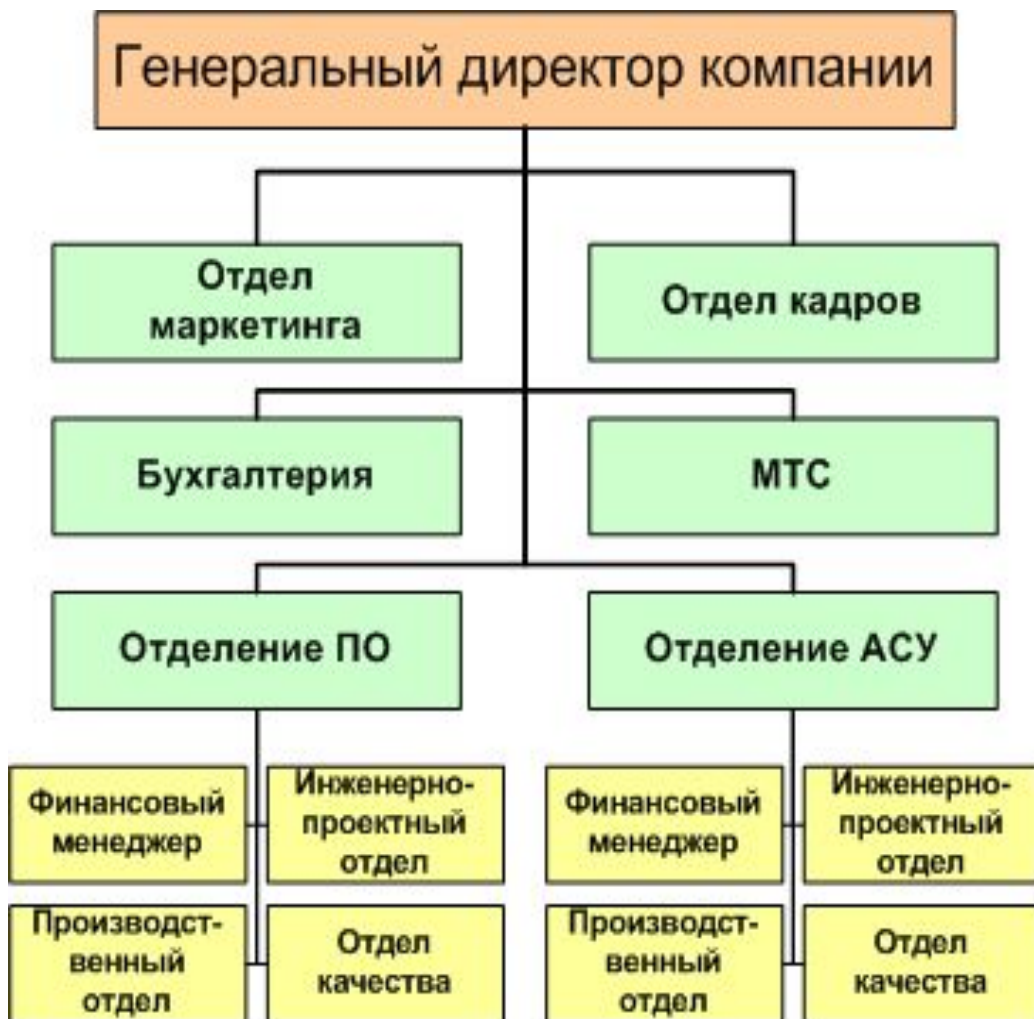 Генеральный директор компании
Отдел
маркетинга
Отдел кадров
Бухгалтерия
МТС
Отделение ПО
Отделение АСУ
Финансовый
менеджер
Инженерно-
проектный
отдел
Финансовый
менеджер
Инженерно-
проектный
отдел
Производст-
венный
отдел
Отдел
качества
Производст-
венный
отдел
Отдел
качества